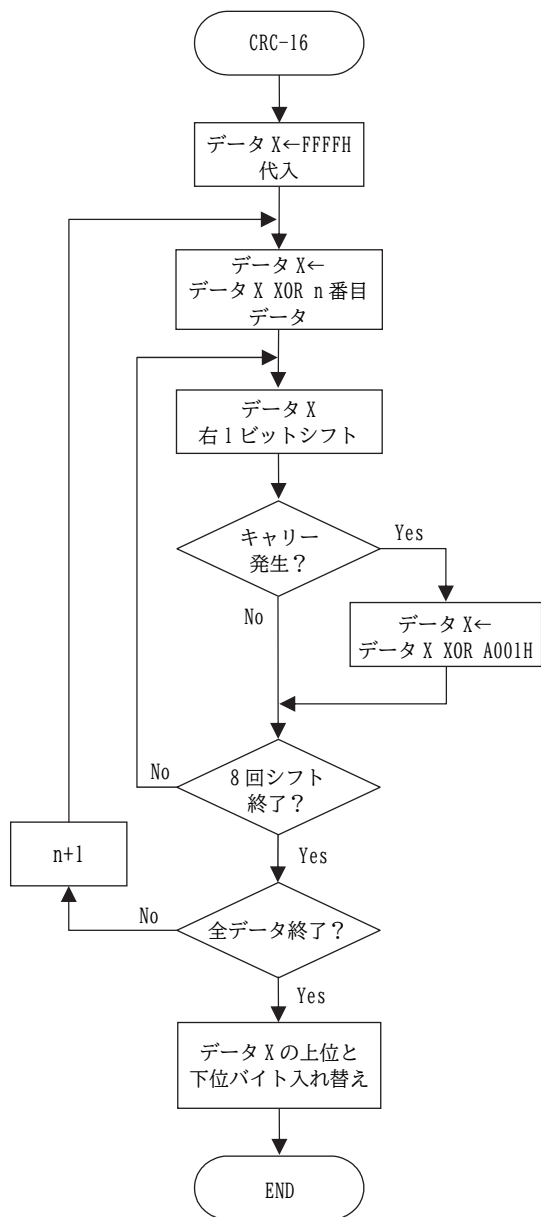 CRC-16
データ X←FFFFH
代入
データ X←
データ X XOR n 番目
データ
データ X
右1ビットシフト
キャリー
発生？
Yes
No
データ X←
データ X XOR A001H
8 回シフト
終了？
No
Yes
n+1
全データ終了？
No
Yes
データ X の上位と
下位バイト入れ替え
END